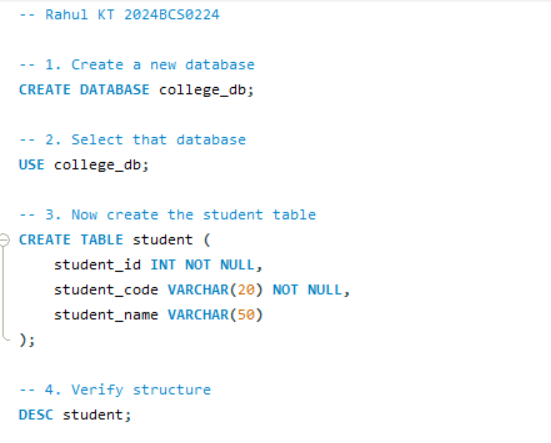 -- Rahul KT 2024BCS0224
-- 1. Create a new database
CREATE DATABASE college_db;
-- 2. Select that database
USE college_db;
-- 3. Now create the student table
CREATE TABLE student (
student_id INT NOT NULL,
student_code VARCHAR(20) NOT NULL,
student_name VARCHAR(50)
);
-- 4. Verify structure
DESC student;